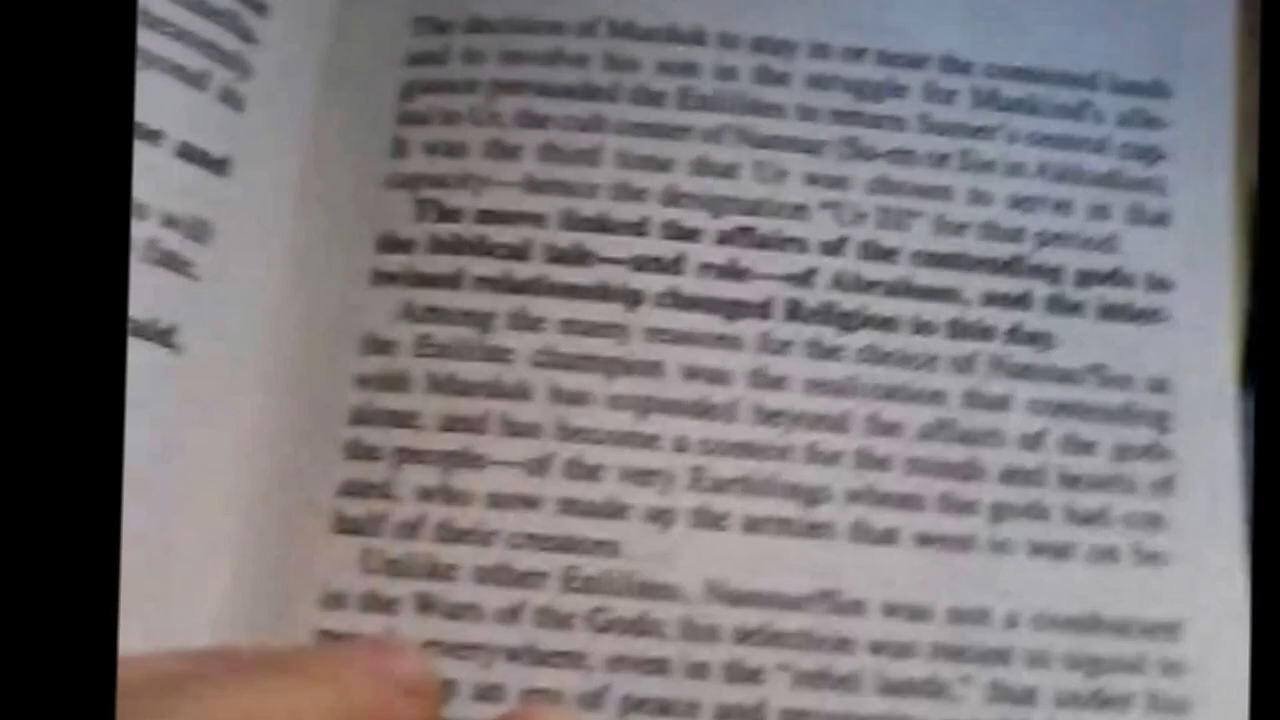 The decision of Marduk to stay in or near the contested lands
and to involve his son in the struggle for Mankind's alle-
giance persuaded the Enlilites to return Sumer's central cap-
ital to Ur, the cult center of Nannar (Su-en or Sin in Akkadian).
It was the third time that Ur was chosen to serve in that
capacity—hence the designation "Ur III" for that period.
The move linked the affairs of the contending gods to
the biblical tale—and role—of Abraham, and the inter-
twined relationship changed Religion to this day.
Among the many reasons for the choice of Nannar/Sin as
the Enlilite champion was the realization that contending
with Marduk has expanded beyond the affairs of the gods
alone, and has become a contest for the minds and hearts of
the people—of the very Earthlings whom the gods had cre-
ated, who now made up the armies that went to war on be-
half of their creators.
Unlike other Enlilites, Nannar/Sin was not a combatant
in the Wars of the Gods; his selection was meant to signal to
everywhere, even in the "rebel lands," that under his
an era of peace and